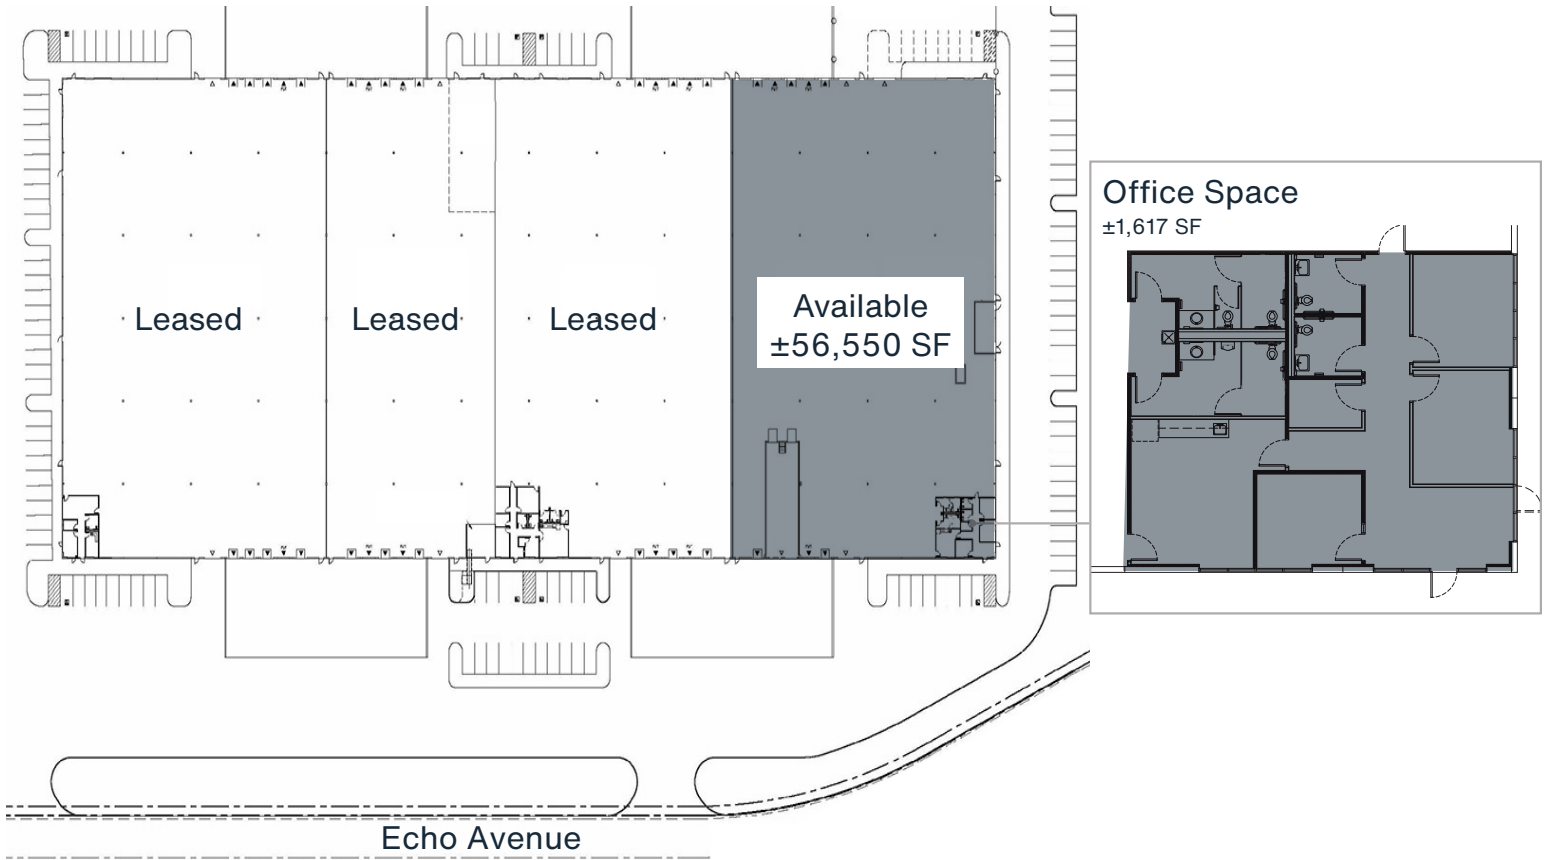 Office Space
±1,617 SF
Leased
Leased
Leased
Available
±56,550 SF
Echo Avenue